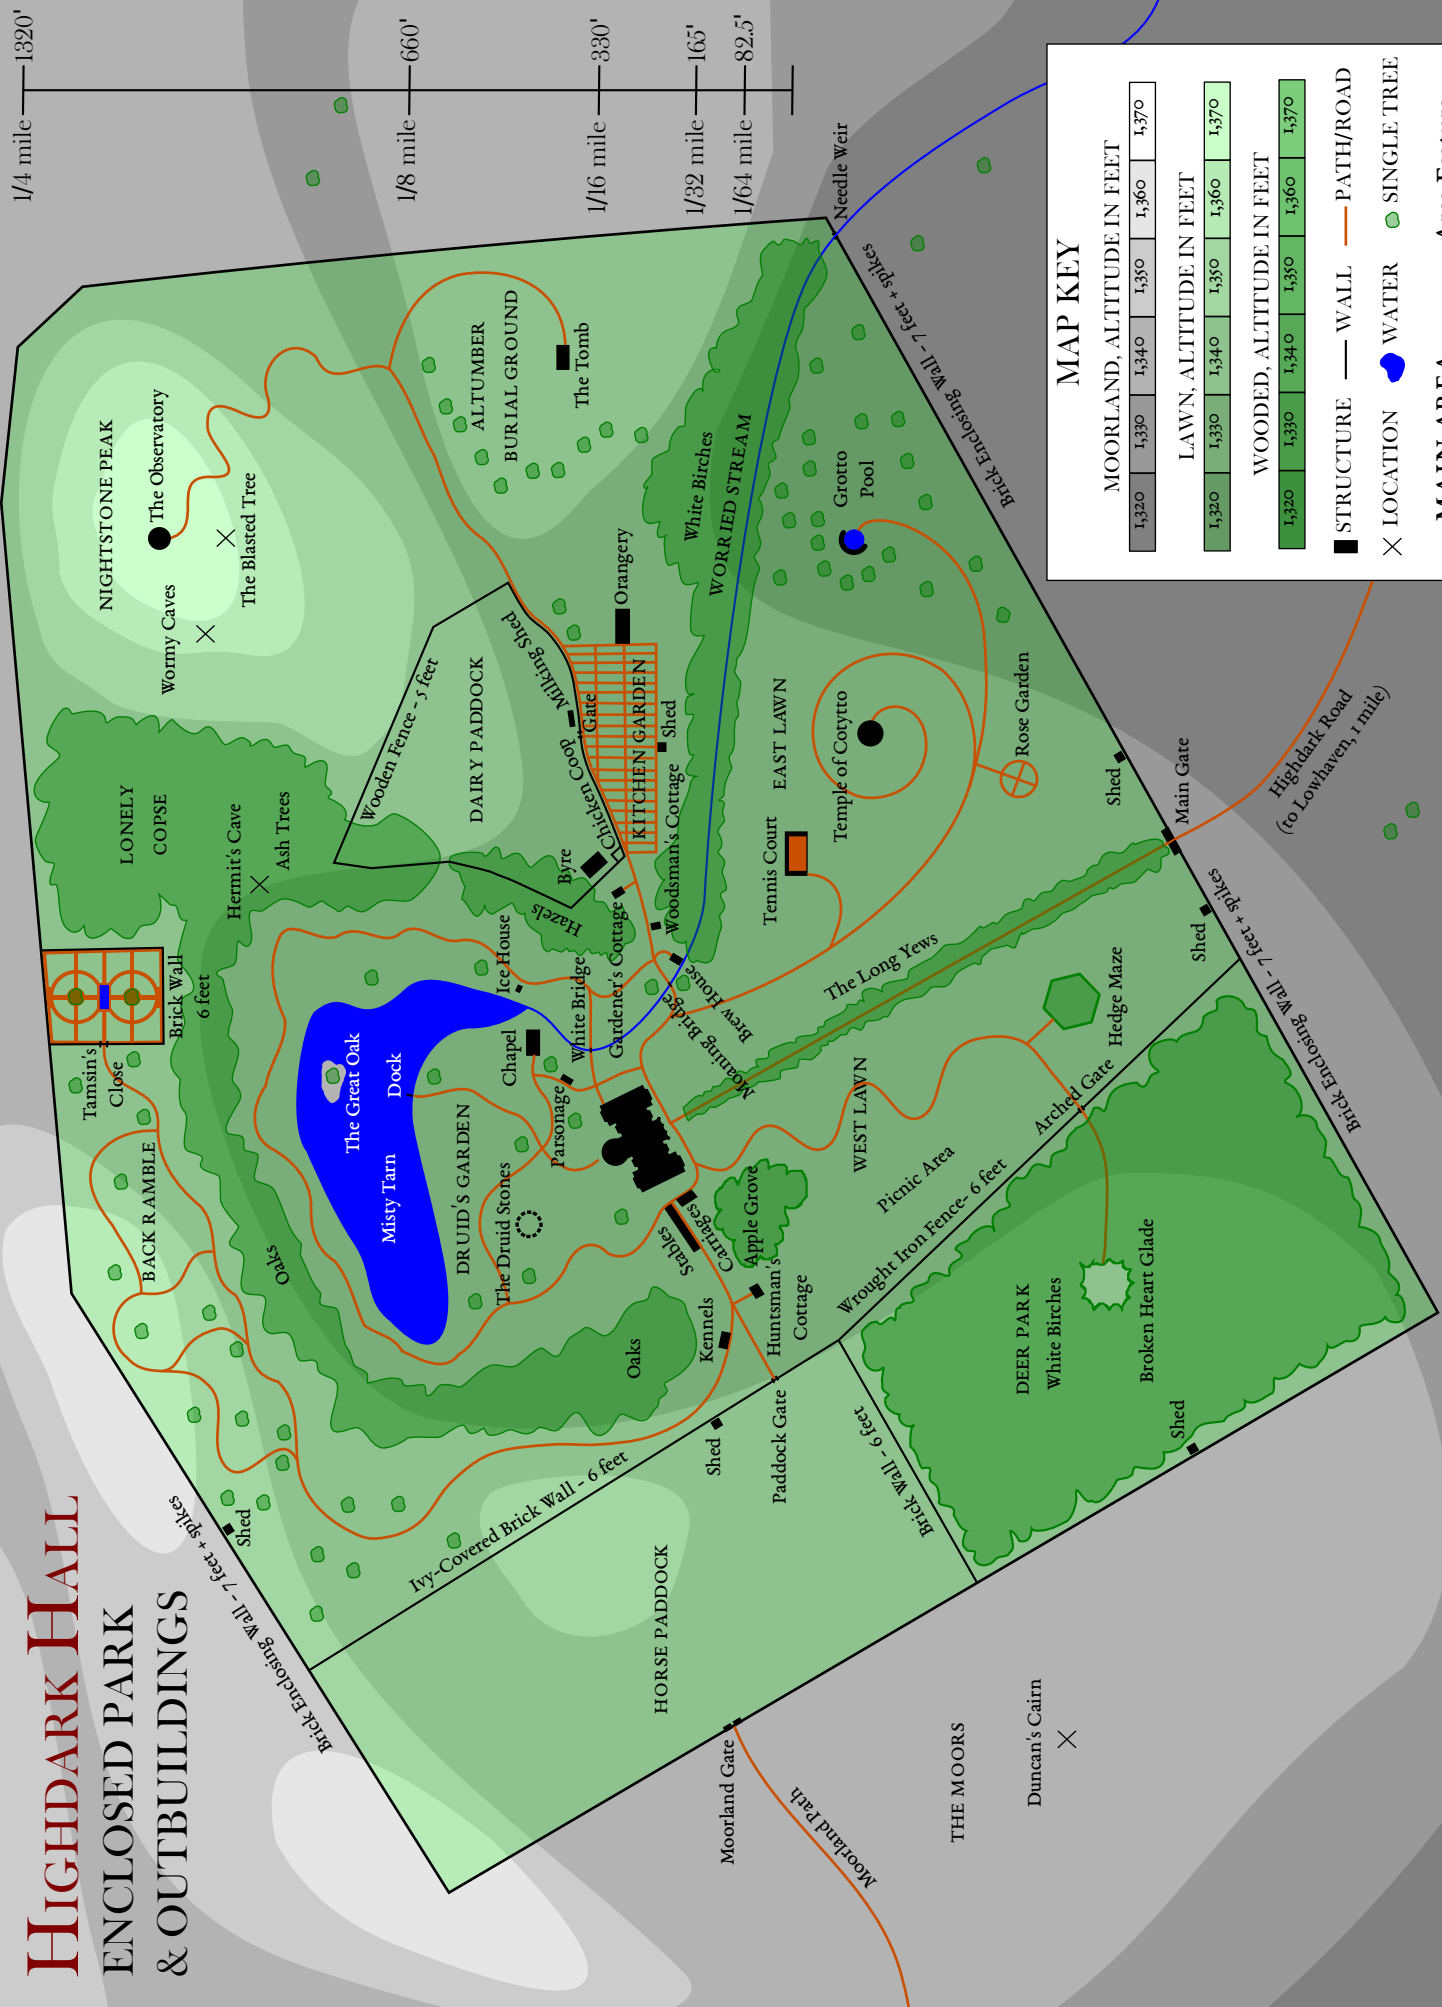 HIGHDARK HALL
ENCLOSED PARK
& OUTBUILDINGS
1/4 mile
1320'
1/8 mile
660'
1/16 mile
330'
1/32 mile
165'
1/64 mile
82.5'
NIGHTSTONE PEAK
The Observatory
The Blasted Tree
Wormy Caves
ALTUMBER
BURIAL GROUND
The Tomb
Needle Weir
Brick Enclosing Wall - 7 feet + spikes
White Birches
WORRIED STREAM
Grotto
Pool
Orangery
Milking Shed
Gate
KITCHEN GARDEN
Shed
Chicken Coop
DAIRY PADDOCK
Wooden Fence - 5 feet
Byre
Hazels
Woodsman's Cottage
Gardener's Cottage
LONELY
COPSE
Hermit's Cave
Ash Trees
Brick Wall
6 feet
Tamsin's
Close
BACK RAMBLE
Oaks
The Great Oak
Dock
Misty Tarn
Ice House
Chapel
White Bridge
Parsonage
DRUID'S GARDEN
The Druid Stones
Moaning Bridge
Brew House
EAST LAWN
Tennis Court
Temple of Cotytto
Rose Garden
Shed
Main Gate
Highdark Road
(to Lowhaven, 1 mile)
The Long Yews
Shed
Brick Enclosing Wall - 7 feet + spikes
Hedge Maze
WEST LAWN
Arched Gate
Picnic Area
Wrought Iron Fence- 6 feet
Stables
Carriages
Apple Grove
Huntsman's
Cottage
Kennels
Oaks
Paddock Gate
Shed
Ivy-Covered Brick Wall - 6 feet
Brick Wall - 6 feet
DEER PARK
White Birches
Broken Heart Glade
Shed
HORSE PADDOCK
Shed
Brick Enclosing Wall - 7 feet + spikes
Moorland Gate
Moorland Path
THE MOORS
Duncan's Cairn
MAP KEY
MOORLAND, ALTITUDE IN FEET
1,320
1,330
1,340
1,350
1,360
1,370
LAWN, ALTITUDE IN FEET
1,320
1,330
1,340
1,350
1,360
1,370
WOODED, ALTITUDE IN FEET
1,320
1,330
1,340
1,350
1,360
1,370
STRUCTURE
WALL
PATH/ROAD
LOCATION
WATER
SINGLE TREE
MAIN AREA